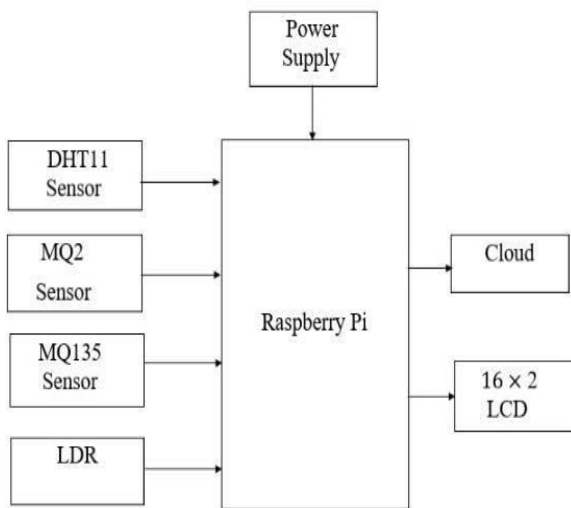 Power
Supply
DHT11
Sensor
MQ2
Sensor
MQ135
Sensor
LDR
Raspberry Pi
Cloud
16 × 2
LCD